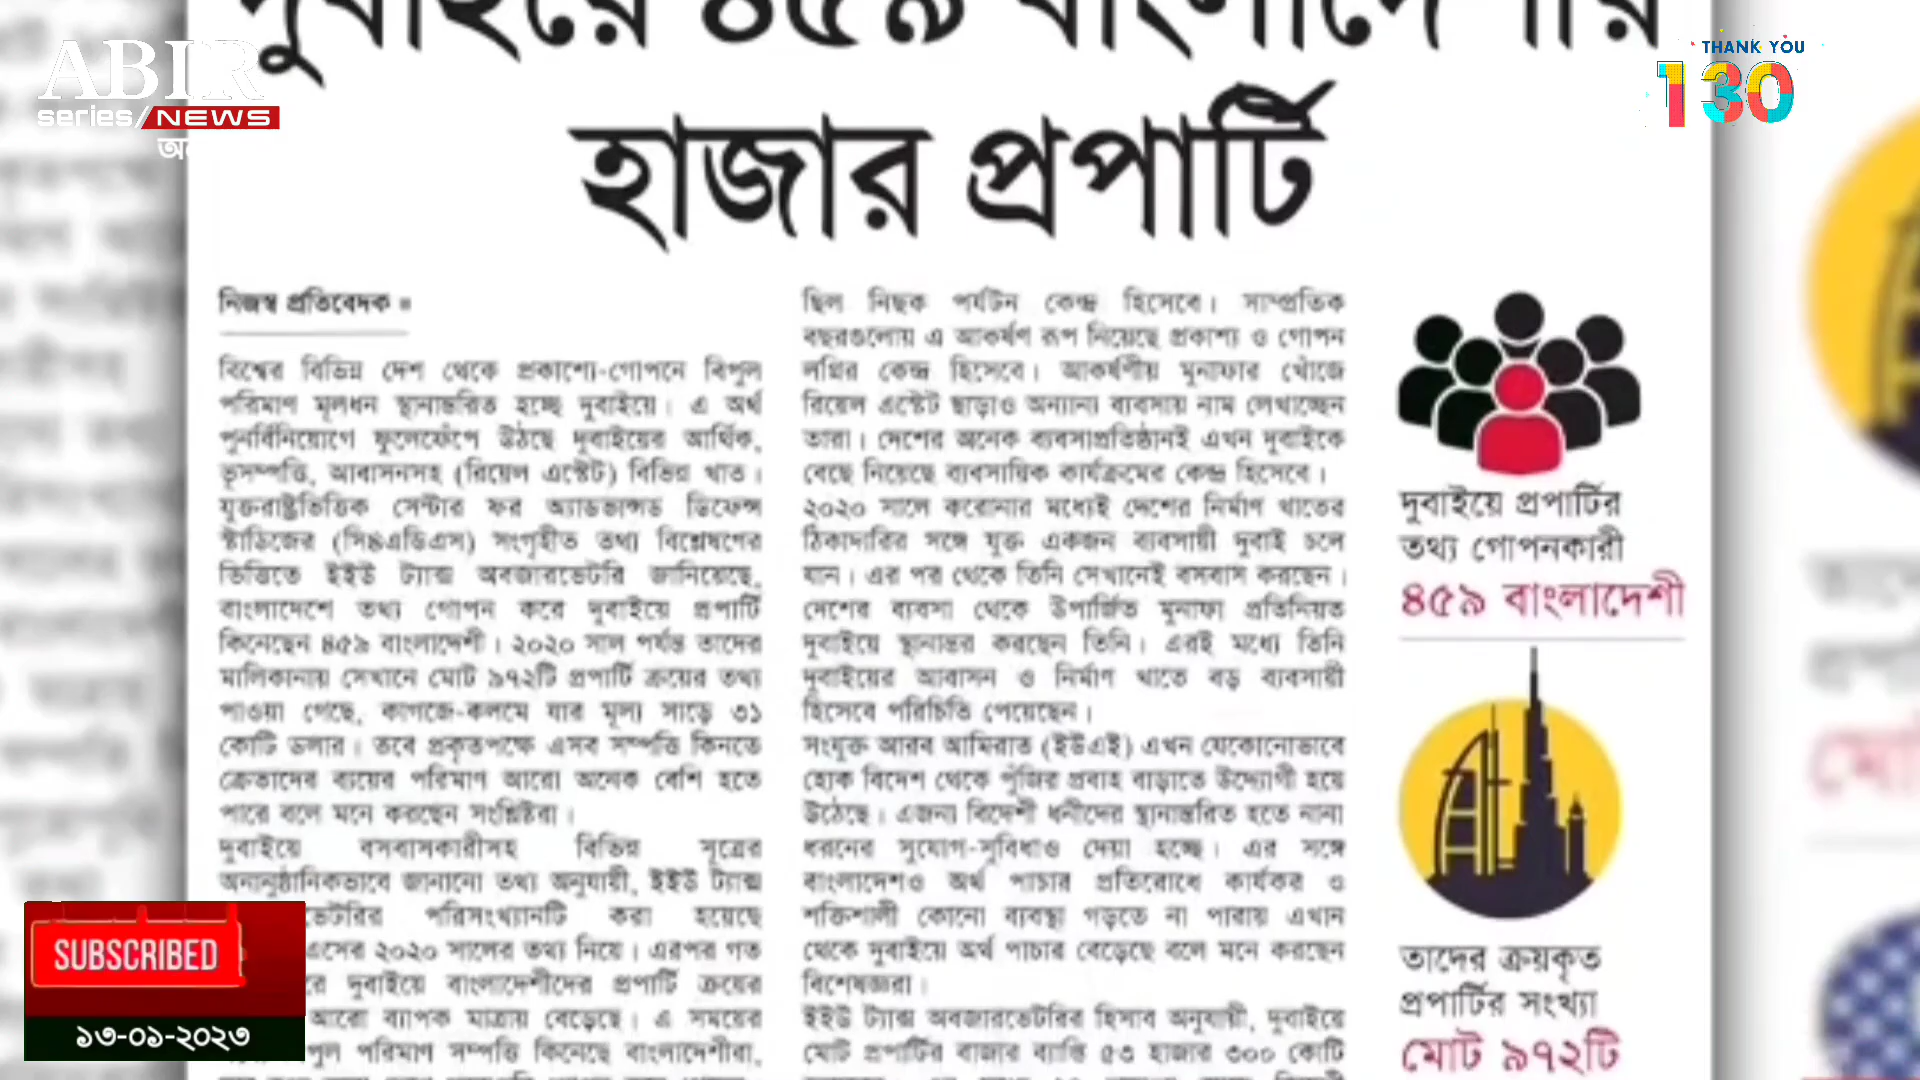 দুবাইয়ে ৪৫৯ বাংলাদেশীর
হাজার প্রপার্টি
ABIR
series/NEWS
THANK YOU
130
নিজস্ব প্রতিবেদক
বিশ্বের বিভিন্ন দেশ থেকে প্রকাশ্যে-গোপনে বিপুল
পরিমাণ মূলধন স্থানান্তরিত হচ্ছে দুবাইয়ে। এ অর্থ
পুনর্বিনিয়োগে ফুলেফেঁপে উঠছে দুবাইয়ের আর্থিক,
ভূসম্পত্তি, আবাসনসহ (রিয়েল এস্টেট) বিভিন্ন খাত।
যুক্তরাষ্ট্রভিত্তিক সেন্টার ফর অ্যাডভান্সড ডিফেন্স
স্টাডিজের (সি৪এডিএস) সংগৃহীত তথ্য বিশ্লেষণের
ভিত্তিতে ইইউ ট্যাক্স অবজারভেটরি জানিয়েছে,
বাংলাদেশে তথ্য গোপন করে দুবাইয়ে প্রপার্টি
কিনেছেন ৪৫৯ বাংলাদেশী। ২০২০ সাল পর্যন্ত তাদের
মালিকানায় সেখানে মোট ৯৭২টি প্রপার্টি ক্রয়ের তথ্য
পাওয়া গেছে, কাগজে-কলমে যার মূল্য সাড়ে ৩১
কোটি ডলার। তবে প্রকৃতপক্ষে এসব সম্পত্তি কিনতে
ক্রেতাদের ব্যয়ের পরিমাণ আরো অনেক বেশি হতে
পারে বলে মনে করছেন সংশ্লিষ্টরা।
দুবাইয়ে বসবাসকারীসহ বিভিন্ন সূত্রের
অনানুষ্ঠানিকভাবে জানানো তথ্য অনুযায়ী, ইইউ ট্যাক্স
ভেটরির পরিসংখ্যানটি করা হয়েছে
এসের ২০২০ সালের তথ্য নিয়ে। এরপর গত
রে দুবাইয়ে বাংলাদেশীদের প্রপার্টি ক্রয়ের
আরো ব্যাপক মাত্রায় বেড়েছে। এ সময়ের
পুল পরিমাণ সম্পত্তি কিনেছে বাংলাদেশীরা,
ছিল নিছক পর্যটন কেন্দ্র হিসেবে। সাম্প্রতিক
বছরগুলোয় এ আকর্ষণ রূপ নিয়েছে প্রকাশ্য ও গোপন
লগ্নির কেন্দ্র হিসেবে। আকর্ষণীয় মুনাফার খোঁজে
রিয়েল এস্টেট ছাড়াও অন্যান্য ব্যবসায় নাম লেখাচ্ছেন
তারা। দেশের অনেক ব্যবসাপ্রতিষ্ঠানই এখন দুবাইকে
বেছে নিয়েছে ব্যবসায়িক কার্যক্রমের কেন্দ্র হিসেবে।
২০২০ সালে করোনার মধ্যেই দেশের নির্মাণ খাতের
ঠিকাদারির সঙ্গে যুক্ত একজন ব্যবসায়ী দুবাই চলে
যান। এর পর থেকে তিনি সেখানেই বসবাস করছেন।
দেশের ব্যবসা থেকে উপার্জিত মুনাফা প্রতিনিয়ত
দুবাইয়ে স্থানান্তর করছেন তিনি। এরই মধ্যে তিনি
দুবাইয়ের আবাসন ও নির্মাণ খাতে বড় ব্যবসায়ী
হিসেবে পরিচিতি পেয়েছেন।
সংযুক্ত আরব আমিরাত (ইউএই) এখন যেকোনোভাবে
হোক বিদেশ থেকে পুঁজির প্রবাহ বাড়াতে উদ্যোগী হয়ে
উঠেছে। এজন্য বিদেশী ধনীদের স্থানান্তরিত হতে নানা
ধরনের সুযোগ-সুবিধাও দেয়া হচ্ছে। এর সঙ্গে
বাংলাদেশও অর্থ পাচার প্রতিরোধে কার্যকর ও
শক্তিশালী কোনো ব্যবস্থা গড়তে না পারায় এখান
থেকে দুবাইয়ে অর্থ পাচার বেড়েছে বলে মনে করছেন
বিশেষজ্ঞরা।
ইইউ ট্যাক্স অবজারভেটরির হিসাব অনুযায়ী, দুবাইয়ে
মোট প্রপার্টির বাজার ব্যাপ্তি ৫৩ হাজার ৩০০ কোটি
দুবাইয়ে প্রপার্টির
তথ্য গোপনকারী
৪৫৯ বাংলাদেশী
তাদের ক্রয়কৃত
প্রপার্টির সংখ্যা
মোট ৯৭২টি
SUBSCRIBED
১৩-০১-২০২৩